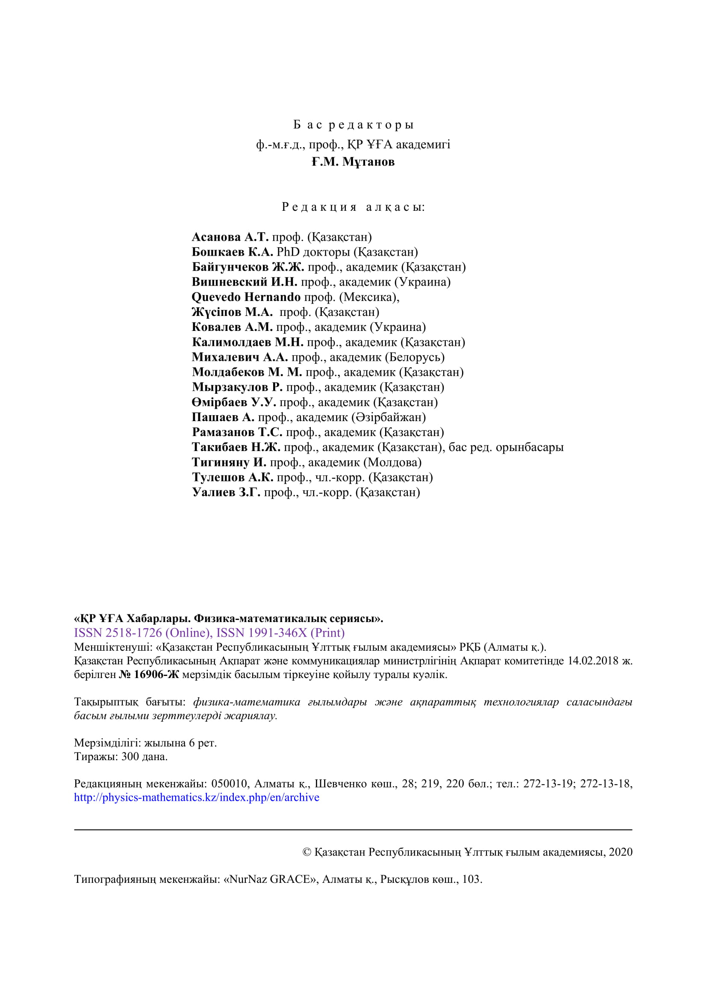 Б а с р е д а к т о р ы
ф.-м.ғ.д., проф., ҚР ҰҒА академигі
Ғ.М. Мұтанов
Р е д а к ц и я а л қ а с ы:
Асанова А.Т. проф. (Қазақстан)
Бошкаев К.А. PhD докторы (Қазақстан)
Байгунчеков Ж.Ж. проф., академик (Қазақстан)
Вишневский И.Н. проф., академик (Украина)
Quevedo Hernando проф. (Мексика),
Жүсіпов М.А. проф. (Қазақстан)
Ковалев А.М. проф., академик (Украина)
Калимолдаев М.Н. проф., академик (Қазақстан)
Михалевич А.А. проф., академик (Белорусь)
Молдабеков М. М. проф., академик (Қазақстан)
Мырзакулов Р. проф., академик (Қазақстан)
Өмірбаев У.У. проф., академик (Қазақстан)
Пашаев А. проф., академик (Әзірбайжан)
Рамазанов Т.С. проф., академик (Қазақстан)
Такибаев Н.Ж. проф., академик (Қазақстан), бас ред. орынбасары
Тигиняну И. проф., академик (Молдова)
Тулешов А.К. проф., чл.-корр. (Қазақстан)
Уалиев З.Г. проф., чл.-корр. (Қазақстан)
«ҚР ҰҒА Хабарлары. Физика-математикалық сериясы».
ISSN 2518-1726 (Online), ISSN 1991-346X (Print)
Меншіктенуші: «Қазақстан Республикасының Ұлттық ғылым академиясы» РҚБ (Алматы қ.).
Қазақстан Республикасының Ақпарат және коммуникациялар министрлігінің Ақпарат комитетінде 14.02.2018 ж.
берілген № 16906-Ж мерзімдік басылым тіркеуіне қойылу туралы куәлік.
Тақырыптық бағыты: физика-математика ғылымдары және ақпараттық технологиялар саласындағы
басым ғылыми зерттеулерді жариялау.
Мерзімділігі: жылына 6 рет.
Тиражы: 300 дана.
Редакцияның мекенжайы: 050010, Алматы қ., Шевченко көш., 28; 219, 220 бөл.; тел.: 272-13-19; 272-13-18,
http://physics-mathematics.kz/index.php/en/archive
© Қазақстан Республикасының Ұлттық ғылым академиясы, 2020
Типографияның мекенжайы: «NurNaz GRACE», Алматы қ., Рысқұлов көш., 103.